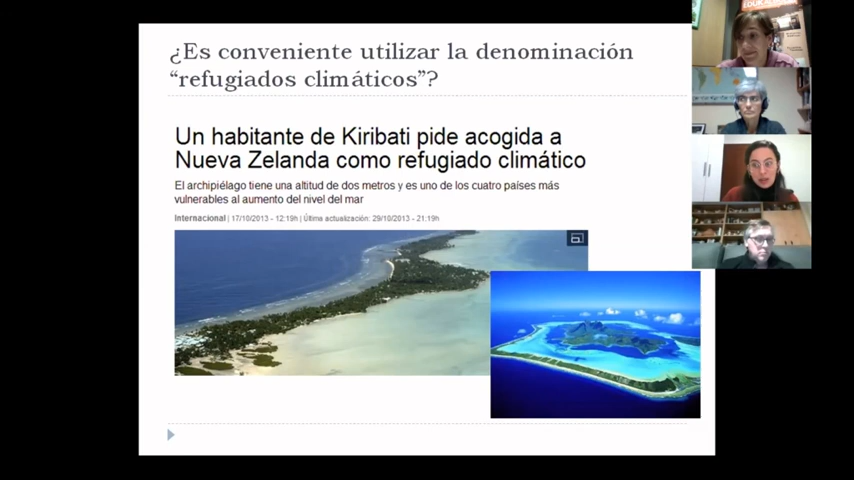 ¿Es conveniente utilizar la denominación
“refugiados climáticos”?
Un habitante de Kiribati pide acogida a
Nueva Zelanda como refugiado climático
El archipiélago tiene una altitud de dos metros y es uno de los cuatro países más
vulnerables al aumento del nivel del mar
Internacional | 17/10/2013 - 12:19h | Última actualización: 29/10/2013 - 21:19h